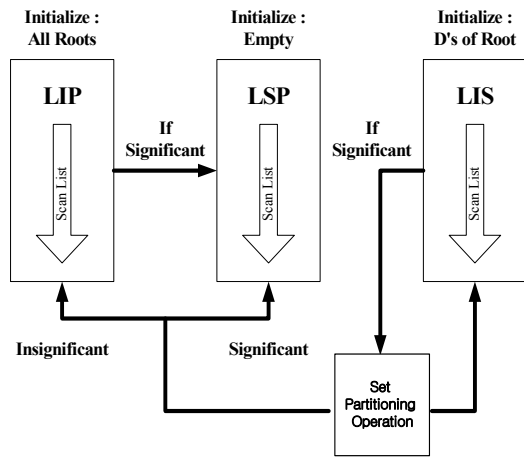 Initialize :
All Roots
Initialize :
Empty
Initialize :
D's of Root
LIP
LSP
LIS
If
Significant
If
Significant
Scan List
Scan List
Scan List
Insignificant
Significant
Set
Partitioning
Operation